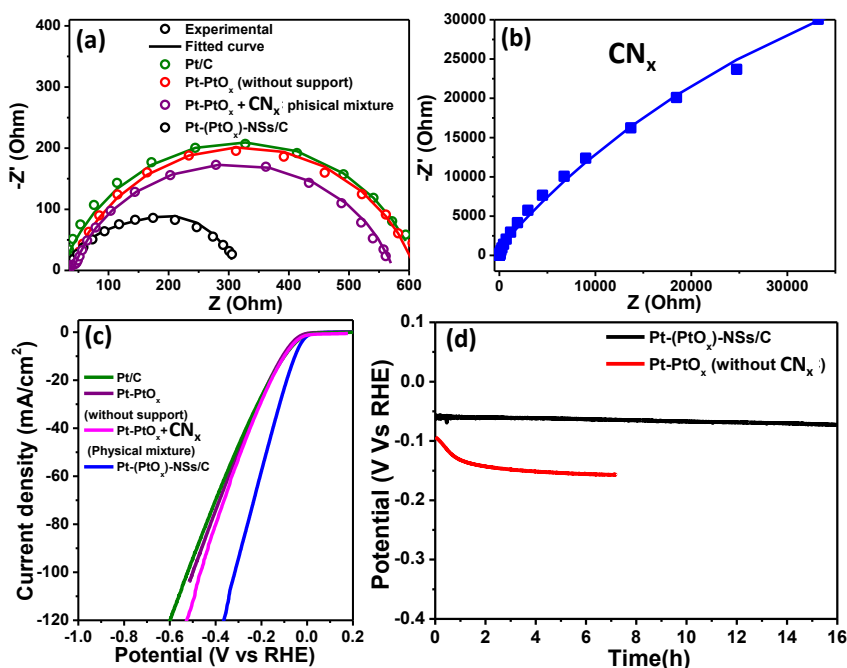 (a)
400
300
200
100
0
-Z' (Ohm)
100 200 300 400 500 600
Z (Ohm)
Experimental
Fitted curve
Pt/C
Pt-PtOx (without support)
Pt-PtOx + CNx: phisical mixture
Pt-(PtOx)-NSs/C
(b)
CNx
30000
25000
20000
15000
10000
5000
0
-Z' (Ohm)
0 10000 20000 30000
Z (Ohm)
(c)
0
-20
-40
-60
-80
-100
-120
Current density (mA/cm2)
-1.0 -0.8 -0.6 -0.4 -0.2 0.0 0.2
Potential (V vs RHE)
Pt/C
Pt-PtOx
(without support)
Pt-PtOx+CNx
(Physical mixture)
Pt-(PtOx)-NSs/C
(d)
0.1
0.0
-0.1
-0.2
-0.3
-0.4
Potential (V Vs RHE)
0 2 4 6 8 10 12 14 16
Time(h)
Pt-(PtOx)-NSs/C
Pt-PtOx (without CNx:)